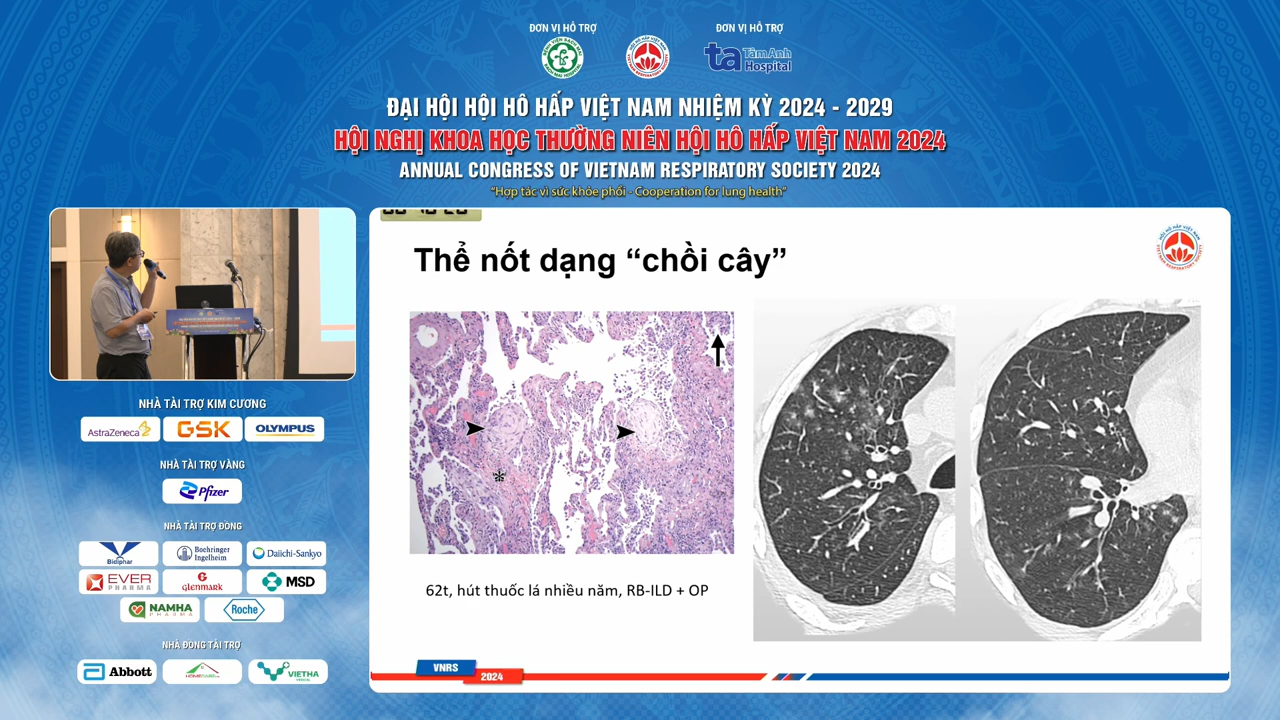 ĐƠN VỊ HỖ TRỢ
ĐƠN VỊ HỖ TRỢ
ta TâmAnh Hospital
ĐẠI HỘI HỘI HÔ HẤP VIỆT NAM NHIỆM KỲ 2024 - 2029
HỘI NGHỊ KHOA HỌC THƯỜNG NIÊN HỘI HÔ HẤP VIỆT NAM 2024
ANNUAL CONGRESS OF VIETNAM RESPIRATORY SOCIETY 2024
"Hợp tác vì sức khỏe phổi - Cooperation for lung health"
Thể nốt dạng “chồi cây”
62t, hút thuốc lá nhiều năm, RB-ILD + OP
VNRS
2024
NHÀ TÀI TRỢ KIM CƯƠNG
AstraZeneca
GSK
OLYMPUS
NHÀ TÀI TRỢ VÀNG
Pfizer
NHÀ TÀI TRỢ ĐỒNG
Bidiphar
Boehringer Ingelheim
Daiichi-Sankyo
EVER PHARMA
GLENMARK
MSD
NAMHA PHARMA
Roche
NHÀ ĐỒNG TÀI TRỢ
Abbott
VIETHA